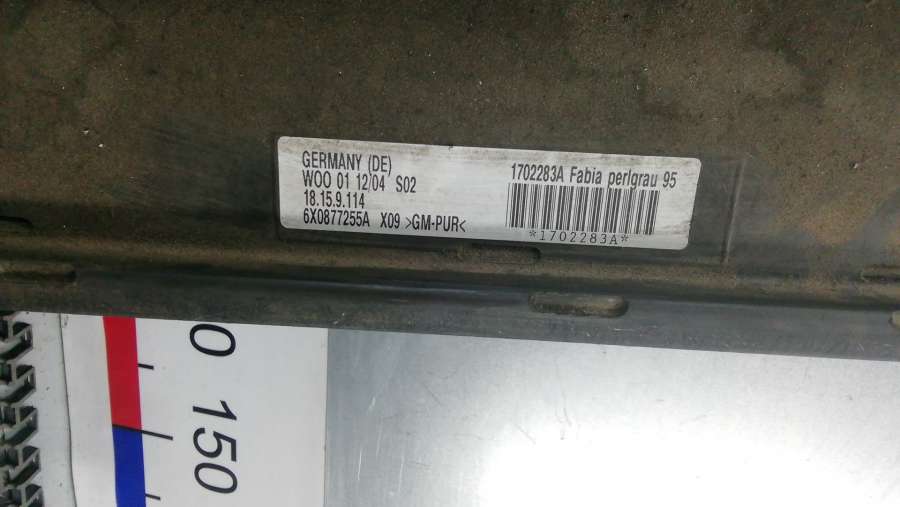 GERMANY (DE)
WOO 01 12/04 S02
18.15.9.114
6X0877255A X09 >GM-PUR<
1702283A Fabia perlgrau 95
*1702283A*
0 150